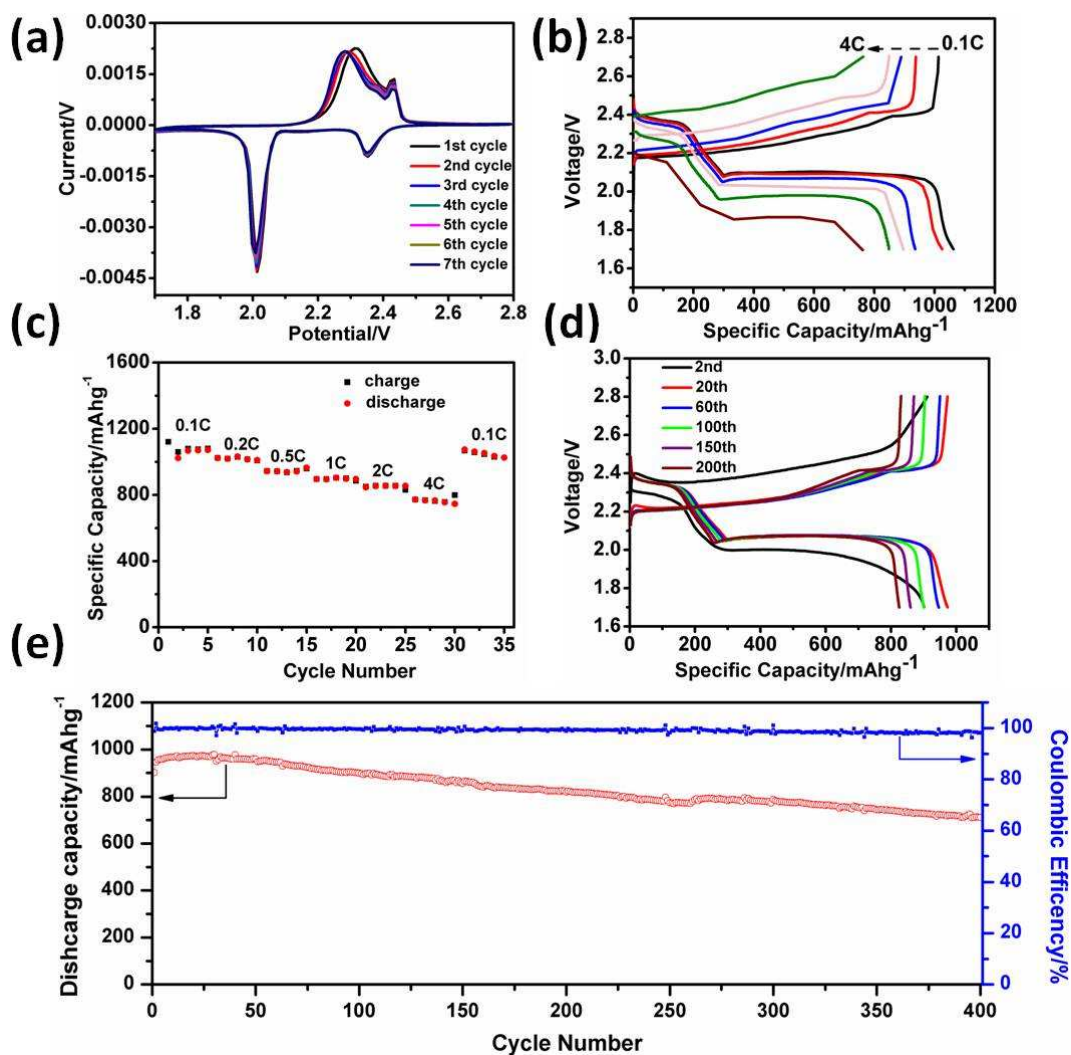 (a)
0.0030
0.0015
0.0000
-0.0015
-0.0030
-0.0045
Current/V
1st cycle
2nd cycle
3rd cycle
4th cycle
5th cycle
6th cycle
7th cycle
1.8 2.0 2.2 2.4 2.6 2.8
Potential/V
(b)
2.8
2.6
2.4
2.2
2.0
1.8
1.6
Voltage/V
4C 0.1C
0 200 400 600 800 1000 1200
Specific Capacity/mAhg-1
(c)
1600
1200
800
400
0
Specific Capacity/mAhg-1
charge
discharge
0.1C
0.2C
0.5C
1C
2C
4C
0.1C
0 5 10 15 20 25 30 35
Cycle Number
(d)
3.0
2.8
2.6
2.4
2.2
2.0
1.8
1.6
Voltage/V
2nd
20th
60th
100th
150th
200th
0 200 400 600 800 1000
Specific Capacity/mAhg-1
(e)
1200
1000
800
600
400
200
0
Dishcarge capacity/mAhg-1
100
80
60
40
20
0
Coulombic Efficency/%
0 50 100 150 200 250 300 350 400
Cycle Number